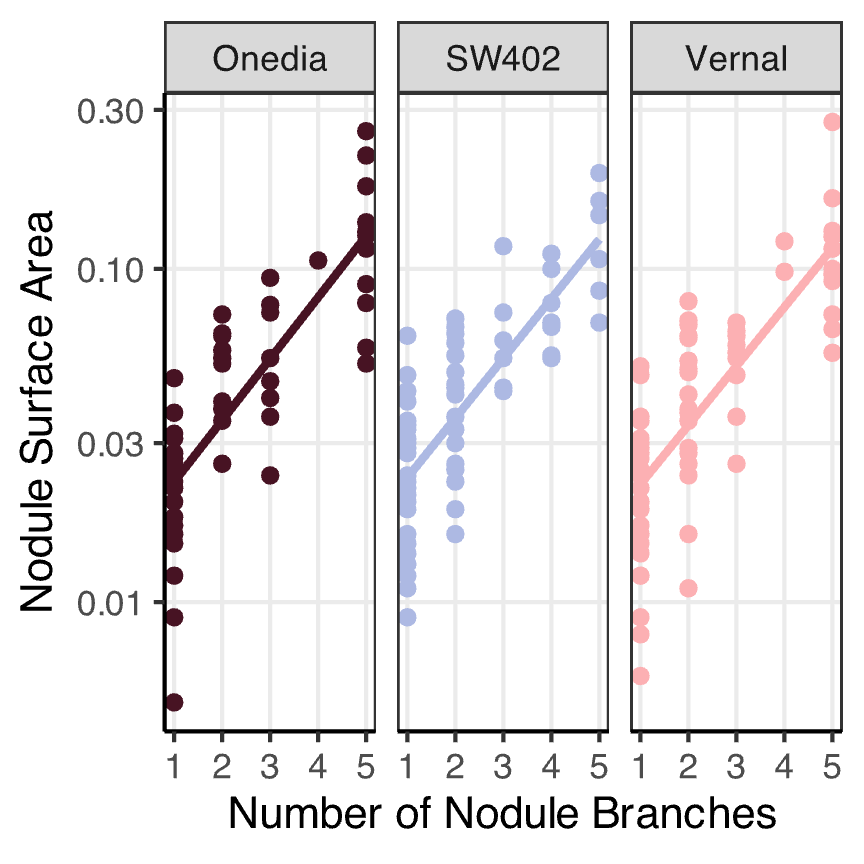 Onedia SW402 Vernal
0.30
0.10
0.03
0.01
Nodule Surface Area
1 2 3 4 5 1 2 3 4 5 1 2 3 4 5
Number of Nodule Branches